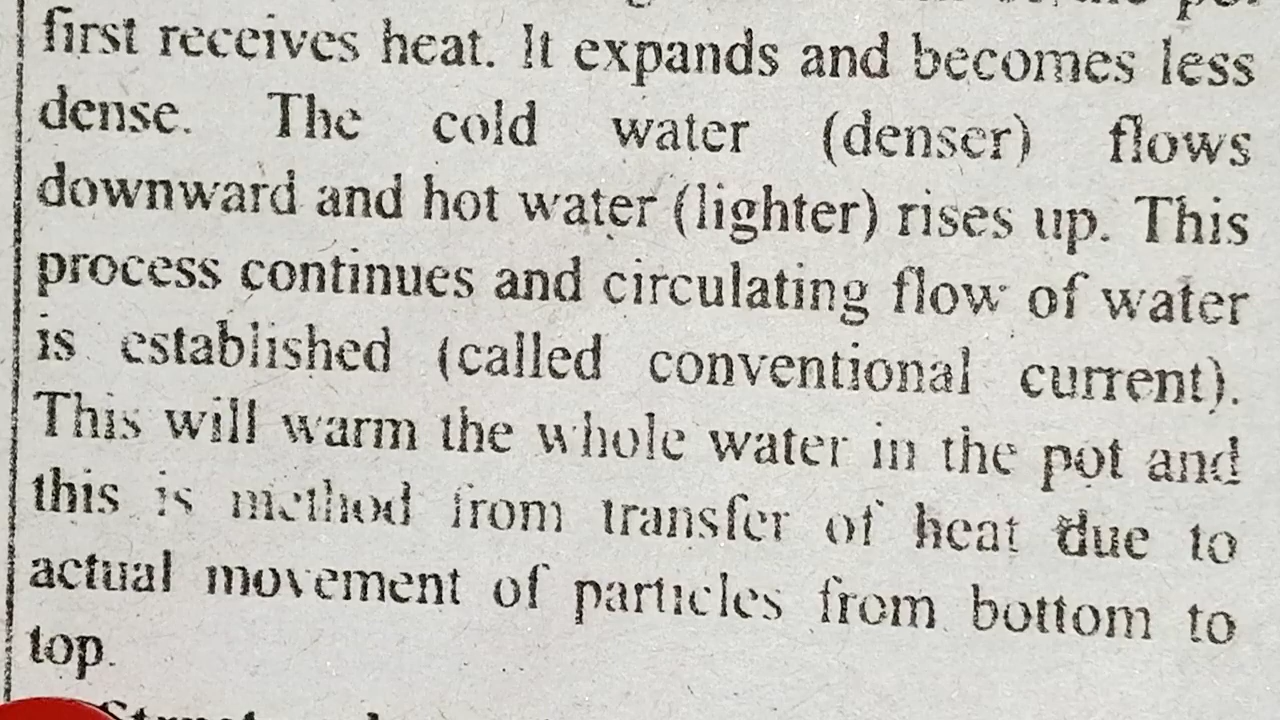 first receives heat. It expands and becomes less
dense. The cold water (denser) flows
downward and hot water (lighter) rises up. This
process continues and circulating flow of water
is established (called conventional current).
This will warm the whole water in the pot and
this is method from transfer of heat due to
actual movement of particles from bottom to
top.